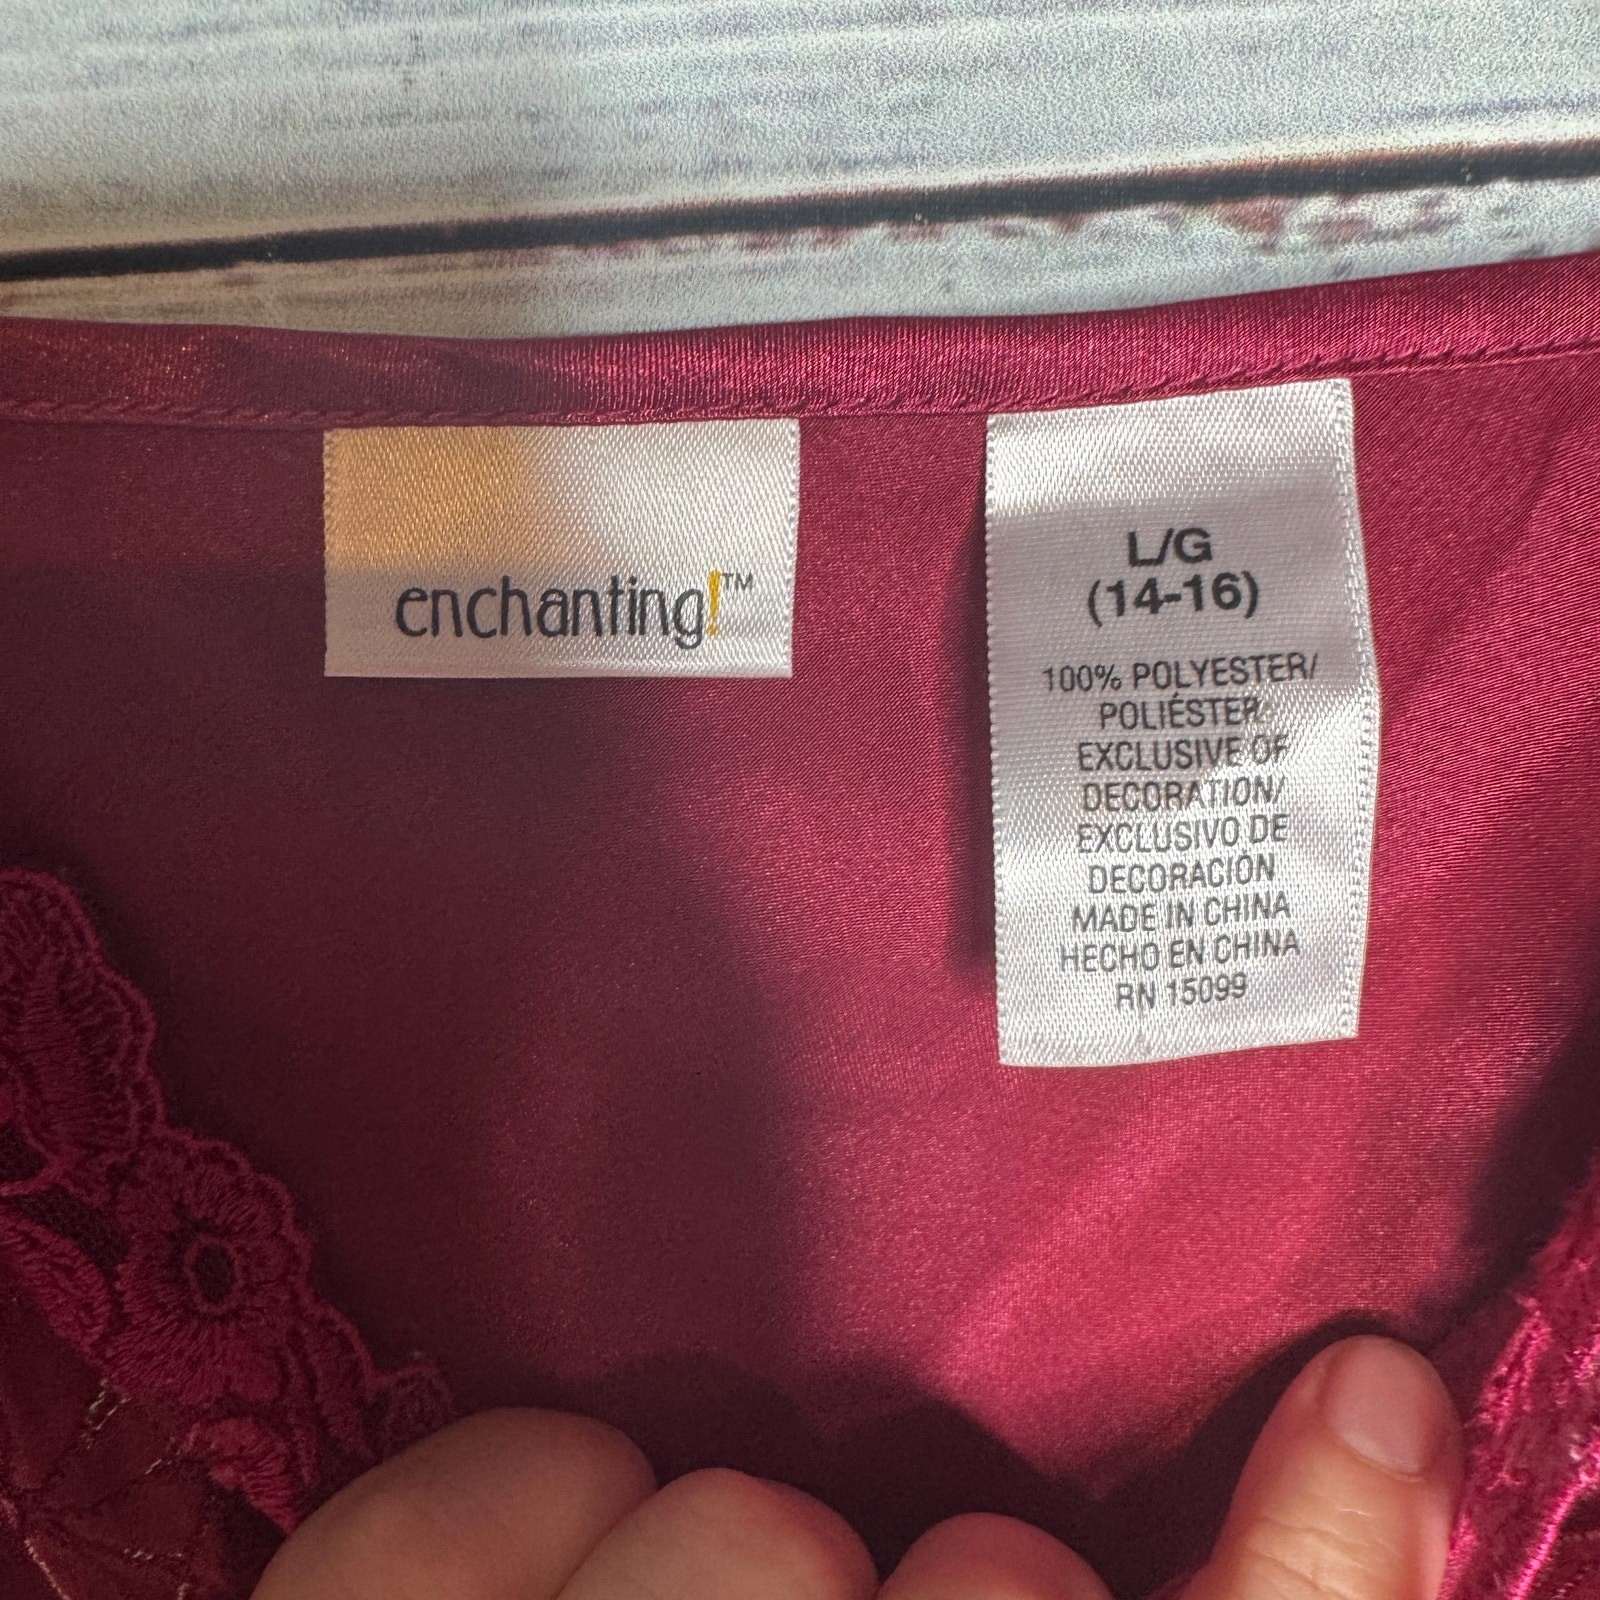 enchanting!™
L/G
(14-16)
100% POLYESTER/
POLIÉSTER
EXCLUSIVE OF
DECORATION/
EXCLUSIVO DE
DECORACIÓN
MADE IN CHINA
HECHO EN CHINA
RN 15099